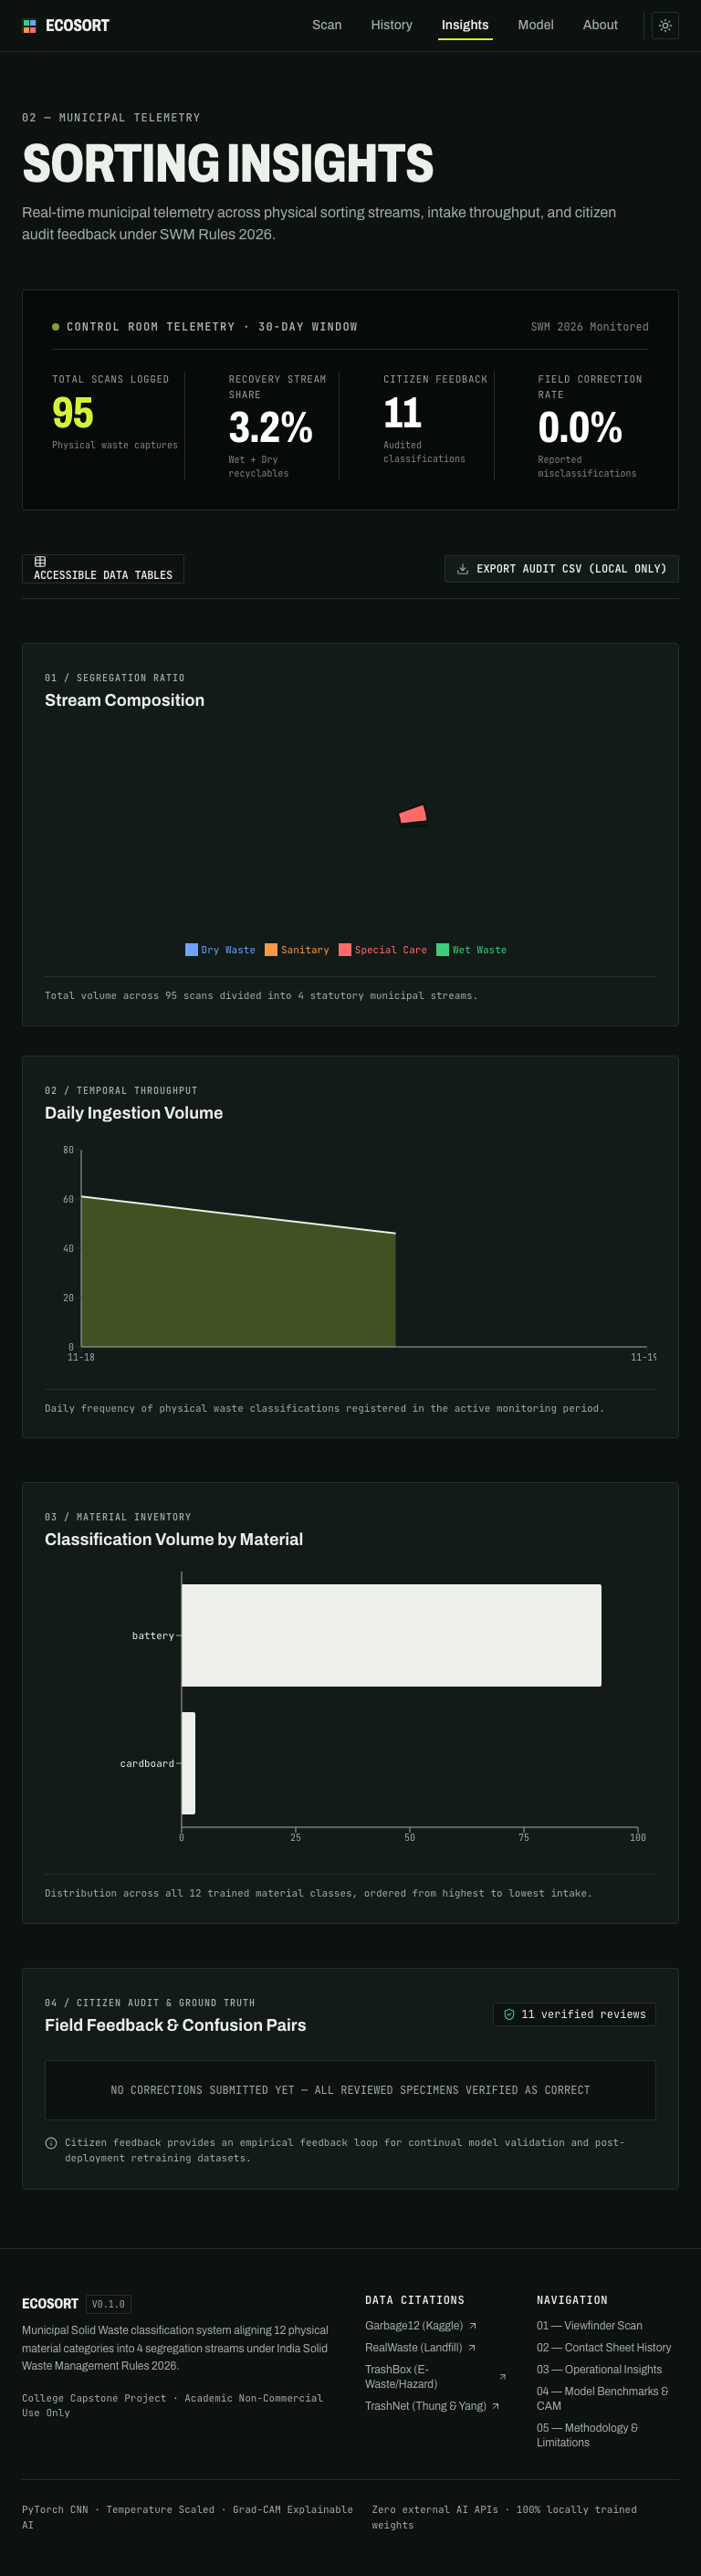 ECOSORT
Scan
History
Insights
Model
About
02 — MUNICIPAL TELEMETRY
SORTING INSIGHTS
Real-time municipal telemetry across physical sorting streams, intake throughput, and citizen
audit feedback under SWM Rules 2026.
CONTROL ROOM TELEMETRY · 30-DAY WINDOW
SWM 2026 Monitored
TOTAL SCANS LOGGED
95
Physical waste captures
RECOVERY STREAM
SHARE
3.2%
Wet + Dry
recyclables
CITIZEN FEEDBACK
11
Audited
classifications
FIELD CORRECTION
RATE
0.0%
Reported
misclassifications
ACCESSIBLE DATA TABLES
EXPORT AUDIT CSV (LOCAL ONLY)
01 / SEGREGATION RATIO
Stream Composition
Dry Waste
Sanitary
Special Care
Wet Waste
Total volume across 95 scans divided into 4 statutory municipal streams.
02 / TEMPORAL THROUGHPUT
Daily Ingestion Volume
80
60
40
20
0
11-18
11-19
Daily frequency of physical waste classifications registered in the active monitoring period.
03 / MATERIAL INVENTORY
Classification Volume by Material
battery
cardboard
0
25
50
75
100
Distribution across all 12 trained material classes, ordered from highest to lowest intake.
04 / CITIZEN AUDIT & GROUND TRUTH
Field Feedback & Confusion Pairs
11 verified reviews
NO CORRECTIONS SUBMITTED YET — ALL REVIEWED SPECIMENS VERIFIED AS CORRECT
Citizen feedback provides an empirical feedback loop for continual model validation and post-
deployment retraining datasets.
ECOSORT
V0.1.0
Municipal Solid Waste classification system aligning 12 physical
material categories into 4 segregation streams under India Solid
Waste Management Rules 2026.
College Capstone Project · Academic Non-Commercial
Use Only
DATA CITATIONS
Garbage12 (Kaggle)
RealWaste (Landfill)
TrashBox (E-
Waste/Hazard)
TrashNet (Thung & Yang)
NAVIGATION
01 — Viewfinder Scan
02 — Contact Sheet History
03 — Operational Insights
04 — Model Benchmarks &
CAM
05 — Methodology &
Limitations
PyTorch CNN · Temperature Scaled · Grad-CAM Explainable
AI
Zero external AI APIs · 100% locally trained
weights